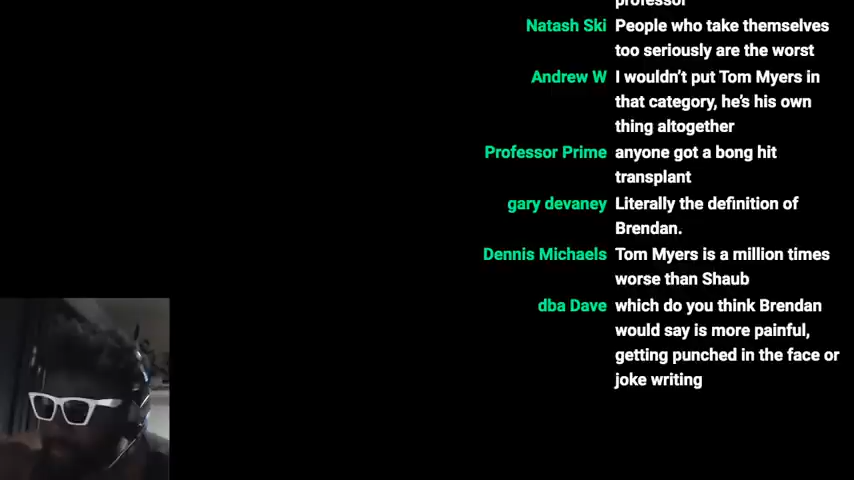 professor
Natash Ski People who take themselves
too seriously are the worst
Andrew W I wouldn’t put Tom Myers in
that category, he’s his own
thing altogether
Professor Prime anyone got a bong hit
transplant
gary devaney Literally the definition of
Brendan.
Dennis Michaels Tom Myers is a million times
worse than Shaub
dba Dave which do you think Brendan
would say is more painful,
getting punched in the face or
joke writing